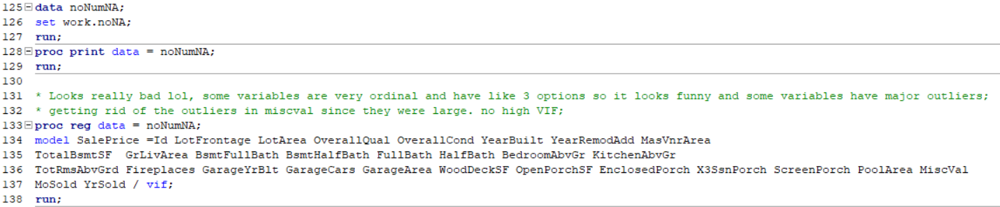 125 data noNumNA;
126 set work.noNA;
127 run;
128 proc print data = noNumNA;
129 run;
130
131 * Looks really bad lol, some variables are very ordinal and have like 3 options so it looks funny and some variables have major outliers;
132 * getting rid of the outliers in miscval since they were large. no high VIF;
133 proc reg data = noNumNA;
134 model SalePrice =Id LotFrontage LotArea OverallQual OverallCond YearBuilt YearRemodAdd MasVnrArea
135 TotalBsmtSF  GrLivArea BsmtFullBath BsmtHalfBath FullBath HalfBath BedroomAbvGr KitchenAbvGr
136 TotRmsAbvGrd Fireplaces GarageYrBlt GarageCars GarageArea WoodDeckSF OpenPorchSF EnclosedPorch X3SsnPorch ScreenPorch PoolArea MiscVal
137 MoSold YrSold / vif;
138 run;